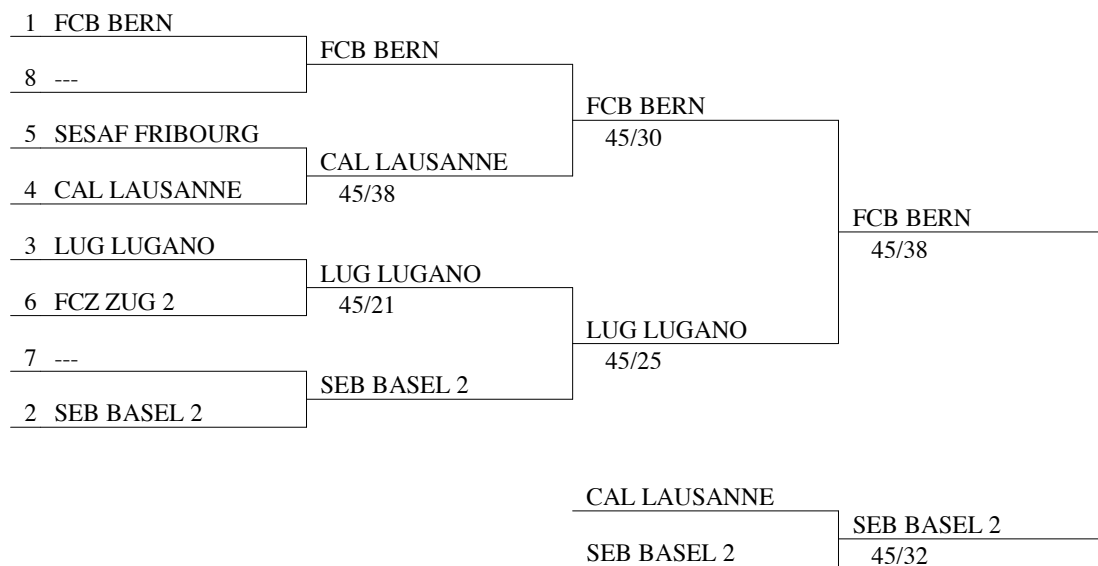 1 FCB BERN
FCB BERN
8 ---
FCB BERN
45/30
5 SESAF FRIBOURG
CAL LAUSANNE
45/38
4 CAL LAUSANNE
FCB BERN
45/38
3 LUG LUGANO
LUG LUGANO
45/21
6 FCZ ZUG 2
LUG LUGANO
45/25
7 ---
SEB BASEL 2
2 SEB BASEL 2
CAL LAUSANNE
SEB BASEL 2
45/32
SEB BASEL 2